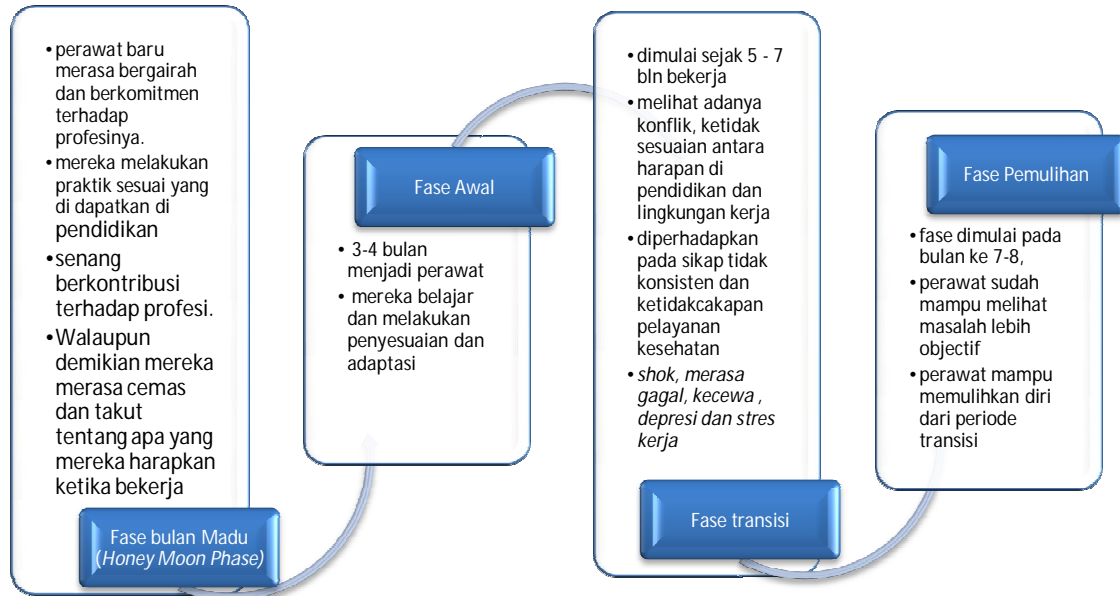 •perawat baru
merasa bergairah
dan berkomitmen
terhadap
profesinya.
•mereka melakukan
praktik sesuai yang
di dapatkan di
pendidikan
•senang
berkontribusi
terhadap profesi.
•Walaupun
demikian mereka
merasa cemas
dan takut
tentang apa yang
mereka harapkan
ketika bekerja
Fase bulan Madu
(Honey Moon Phase)
Fase Awal
• 3-4 bulan
menjadi perawat
• mereka belajar
dan melakukan
penyesuaian dan
adaptasi
•dimulai sejak 5 - 7
bln bekerja
•melihat adanya
konflik, ketidak
sesuaian antara
harapan di
pendidikan dan
lingkungan kerja
•diperhadapkan
pada sikap tidak
konsisten dan
ketidakcakapan
pelayanan
kesehatan
•shok, merasa
gagal, kecewa ,
depresi dan stres
kerja
Fase transisi
Fase Pemulihan
•fase dimulai pada
bulan ke 7-8,
•perawat sudah
mampu melihat
masalah lebih
objectif
•perawat mampu
memulihkan diri
dari periode
transisi